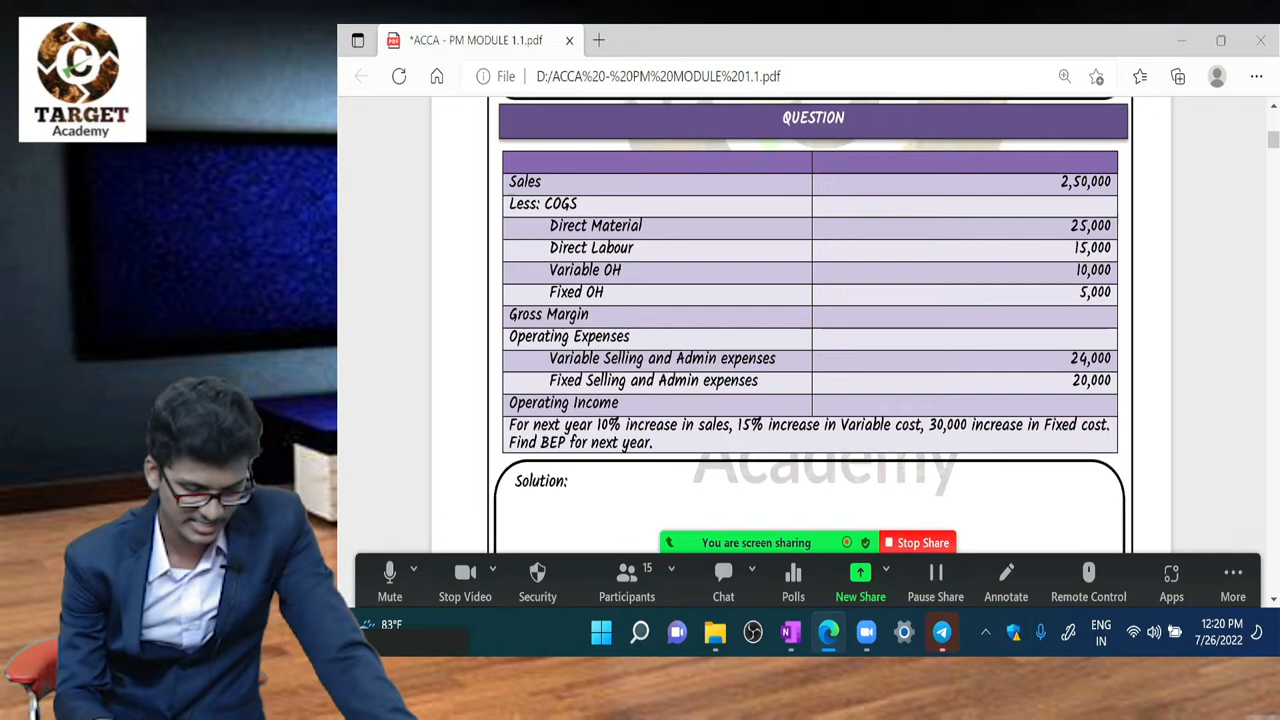 TARGET
Academy
*ACCA - PM MODULE 1.1.pdf
File D:/ACCA%20-%20PM%20MODULE%201.1.pdf
QUESTION
Sales 2,50,000
Less: COGS
Direct Material 25,000
Direct Labour 15,000
Variable OH 10,000
Fixed OH 5,000
Gross Margin
Operating Expenses
Variable Selling and Admin expenses 24,000
Fixed Selling and Admin expenses 20,000
Operating Income
For next year 10% increase in sales, 15% increase in Variable cost, 30,000 increase in Fixed cost.
Find BEP for next year.
Academy
Solution:
You are screen sharing Stop Share
15
Mute Stop Video Security Participants Chat Polls New Share Pause Share Annotate Remote Control Apps More
83°F
ENG
IN
12:20 PM
7/26/2022